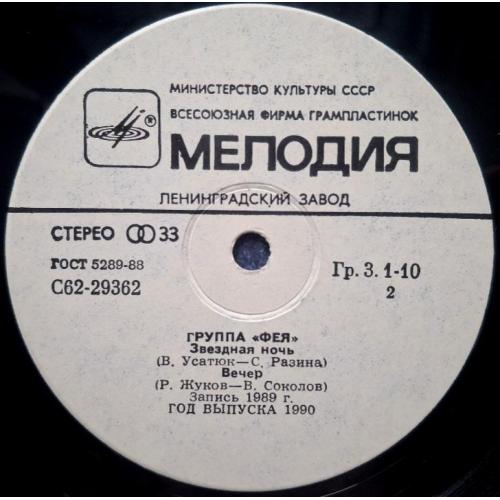 МИНИСТЕРСТВО КУЛЬТУРЫ СССР
ВСЕСОЮЗНАЯ ФИРМА ГРАМПЛАСТИНОК
®
МЕЛОДИЯ
ЛЕНИНГРАДСКИЙ ЗАВОД
СТЕРЕО 33
ГОСТ 5289-88
Гр. 3. 1-10
С62-29362
2
ГРУППА «ФЕЯ»
Звездная ночь
(В. Усатюк—С. Разина)
Вечер
(Р. Жуков—В. Соколов)
Запись 1989 г.
ГОД ВЫПУСКА 1990